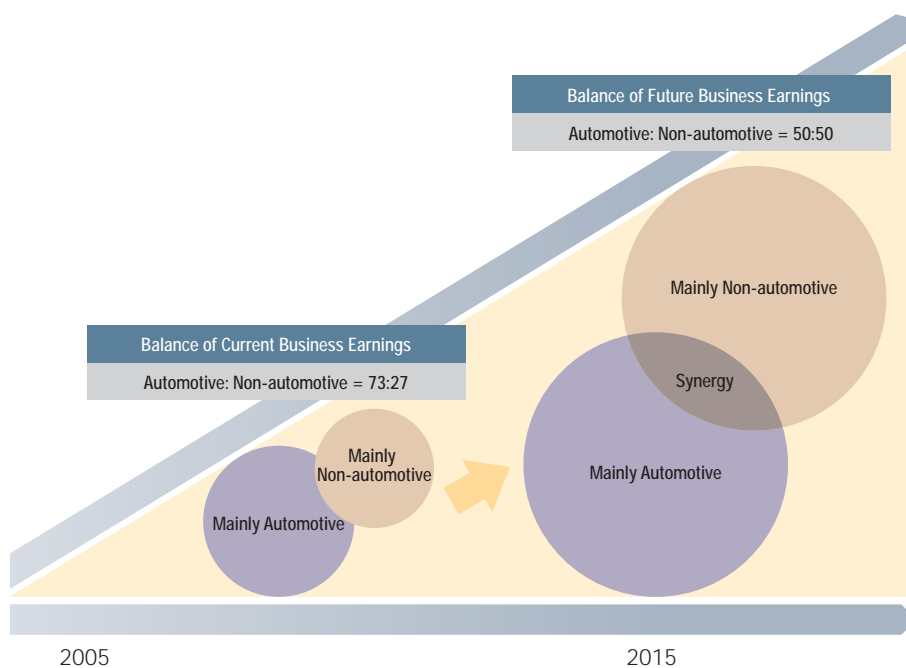 Balance of Future Business Earnings
Automotive: Non-automotive = 50:50
Mainly Non-automotive
Balance of Current Business Earnings
Automotive: Non-automotive = 73:27
Synergy
Mainly
Non-automotive
Mainly Automotive
Mainly Automotive
2005
2015